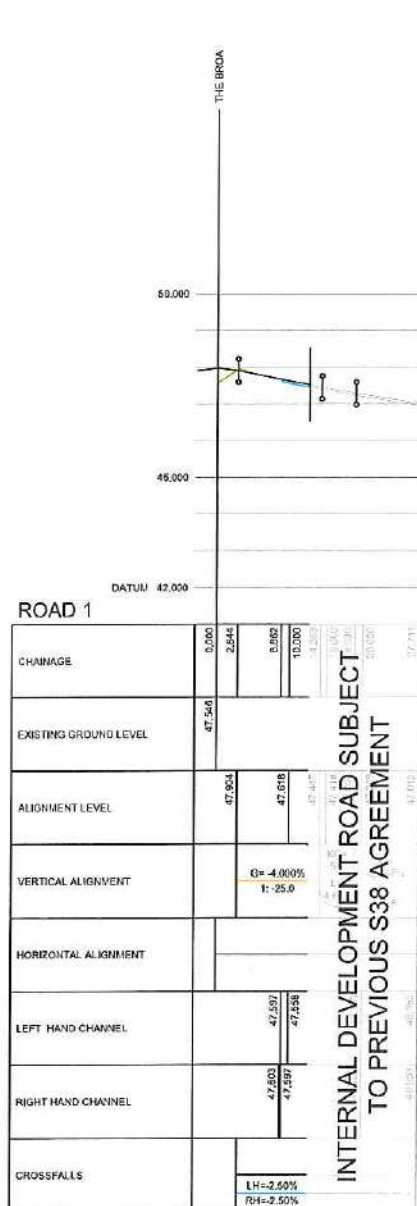 THE BROA
50.000
45.000
DATUM 42.000
ROAD 1
CHAINAGE
0.000
2.844
8.862
10.000
EXISTING GROUND LEVEL
47.546
ALIGNMENT LEVEL
47.904
47.618
VERTICAL ALIGNMENT
G= -4.000%
1: -25.0
HORIZONTAL ALIGNMENT
LEFT HAND CHANNEL
47.597
47.558
RIGHT HAND CHANNEL
47.603
47.597
CROSSFALLS
LH=-2.50%
RH=-2.50%
INTERNAL DEVELOPMENT ROAD SUBJECT
TO PREVIOUS S38 AGREEMENT